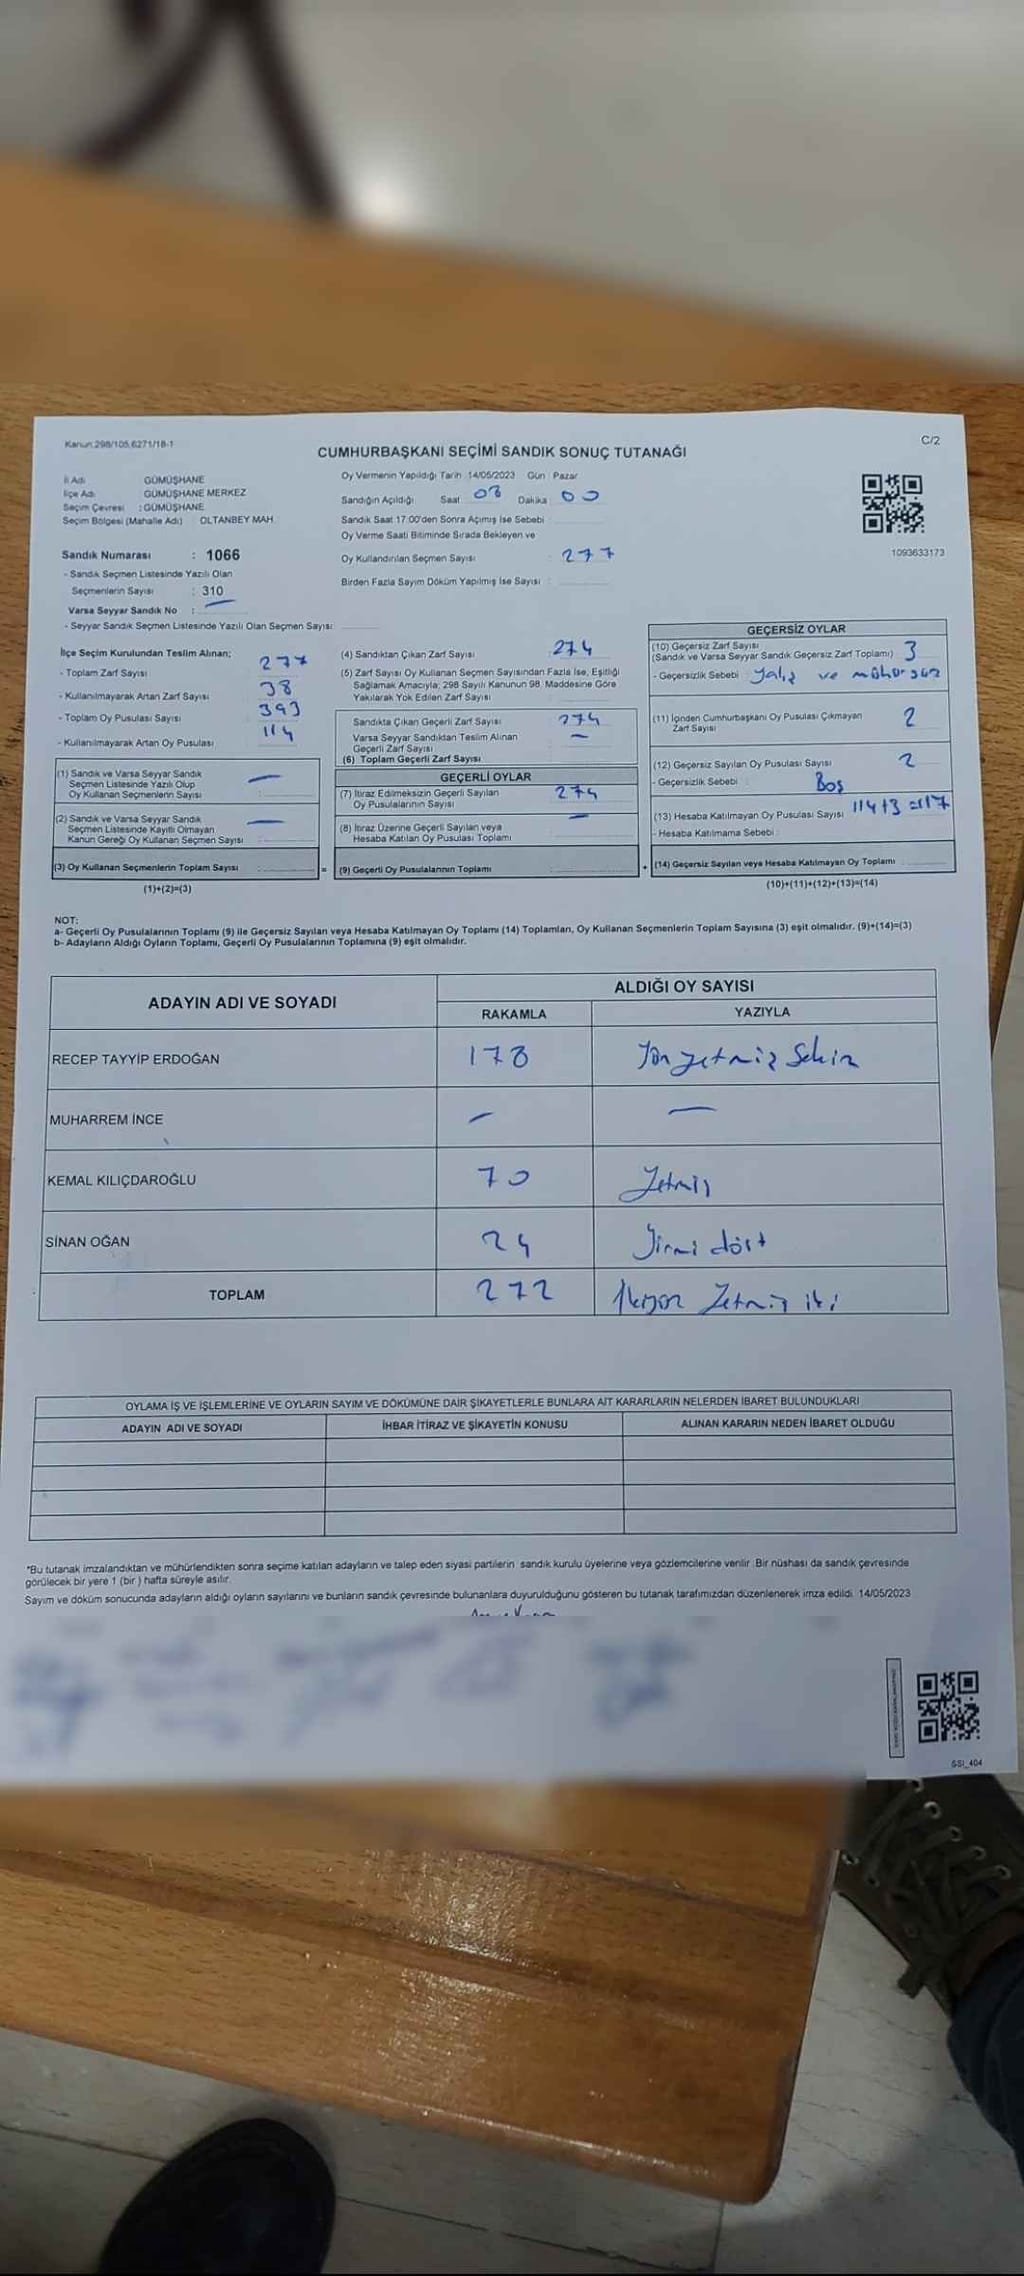 Kanun:298/105,6271/18-1
C/2
CUMHURBAŞKANI SEÇİMİ SANDIK SONUÇ TUTANAĞI
İl Adı GÜMÜŞHANE
İlçe Adı GÜMÜŞHANE MERKEZ
Seçim Çevresi : GÜMÜŞHANE
Seçim Bölgesi (Mahalle Adı) OLTANBEY MAH.
Oy Vermenin Yapıldığı Tarih 14/05/2023 Gün Pazar
Sandığın Açıldığı Saat 08 Dakika 00
Sandık Saat 17:00'den Sonra Açımış İse Sebebi
Oy Verme Saati Bitiminde Sırada Bekleyen ve
Oy Kullandırılan Seçmen Sayısı : 277
Birden Fazla Sayım Döküm Yapılmış İse Sayısı :
1093633173
Sandık Numarası : 1066
- Sandık Seçmen Listesinde Yazılı Olan
Seçmenlerin Sayısı : 310
Varsa Seyyar Sandık No : —
- Seyyar Sandık Seçmen Listesinde Yazılı Olan Seçmen Sayısı:
İlçe Seçim Kurulundan Teslim Alınan;
- Toplam Zarf Sayısı 277
- Kullanılmayarak Artan Zarf Sayısı 38
- Toplam Oy Pusulası Sayısı 393
- Kullanılmayarak Artan Oy Pusulası 114
(1) Sandık ve Varsa Seyyar Sandık
Seçmen Listesinde Yazılı Olup
Oy Kullanan Seçmenlerin Sayısı —
(2) Sandık ve Varsa Seyyar Sandık
Seçmen Listesinde Kayıtlı Olmayan
Kanun Gereği Oy Kullanan Seçmen Sayısı —
(3) Oy Kullanan Seçmenlerin Toplam Sayısı :
(1)+(2)=(3)
(4) Sandıktan Çıkan Zarf Sayısı 274
(5) Zarf Sayısı Oy Kullanan Seçmen Sayısından Fazla İse, Eşitliği
Sağlamak Amacıyla, 298 Sayılı Kanunun 98. Maddesine Göre
Yakılarak Yok Edilen Zarf Sayısı
Sandıkta Çıkan Geçerli Zarf Sayısı 274
Varsa Seyyar Sandıktan Teslim Alınan
Geçerli Zarf Sayısı —
(6) Toplam Geçerli Zarf Sayısı
GEÇERLİ OYLAR
(7) İtiraz Edilmeksizin Geçerli Sayılan
Oy Pusulalarının Sayısı 274
(8) İtiraz Üzerine Geçerli Sayılan veya
Hesaba Katılan Oy Pusulası Toplamı —
= (9) Geçerli Oy Pusulalarının Toplamı
GEÇERSİZ OYLAR
(10) Geçersiz Zarf Sayısı
(Sandık ve Varsa Seyyar Sandık Geçersiz Zarf Toplamı) 3
- Geçersizlik Sebebi ve mühürsüz
(11) İçinden Cumhurbaşkanı Oy Pusulası Çıkmayan
Zarf Sayısı 2
(12) Geçersiz Sayılan Oy Pusulası Sayısı 2
- Geçersizlik Sebebi : Boş
(13) Hesaba Katılmayan Oy Pusulası Sayısı 114+3=117
- Hesaba Katılmama Sebebi :
+ (14) Geçersiz Sayılan veya Hesaba Katılmayan Oy Toplamı
(10)+(11)+(12)+(13)=(14)
NOT:
a- Geçerli Oy Pusulalarının Toplamı (9) ile Geçersiz Sayılan veya Hesaba Katılmayan Oy Toplamı (14) Toplamları, Oy Kullanan Seçmenlerin Toplam Sayısına (3) eşit olmalıdır. (9)+(14)=(3)
b- Adayların Aldığı Oyların Toplamı, Geçerli Oy Pusulalarının Toplamına (9) eşit olmalıdır.
ADAYIN ADI VE SOYADI
ALDIĞI OY SAYISI
RAKAMLA YAZIYLA
RECEP TAYYİP ERDOĞAN 178 Yüz yetmiş Sekiz
MUHARREM İNCE — —
KEMAL KILIÇDAROĞLU 70 Yetmiş
SİNAN OĞAN 24 Yirmi dört
TOPLAM 272 İkiyüz Yetmiş iki
OYLAMA İŞ VE İŞLEMLERİNE VE OYLARIN SAYIM VE DÖKÜMÜNE DAİR ŞİKAYETLERLE BUNLARA AİT KARARLARIN NELERDEN İBARET BULUNDUKLARI
ADAYIN ADI VE SOYADI İHBAR İTİRAZ VE ŞİKAYETİN KONUSU ALINAN KARARIN NEDEN İBARET OLDUĞU
*Bu tutanak imzalandıktan ve mühürlendikten sonra seçime katılan adayların ve talep eden siyasi partilerin sandık kurulu üyelerine veya gözlemcilerine verilir. Bir nüshası da sandık çevresinde
görülecek bir yere 1 (bir ) hafta süreyle asılır.
Sayım ve döküm sonucunda adayların aldığı oyların sayılarını ve bunların sandık çevresinde bulunanlara duyurulduğunu gösteren bu tutanak tarafımızdan düzenlenerek imza edildi. 14/05/2023
SSI_404